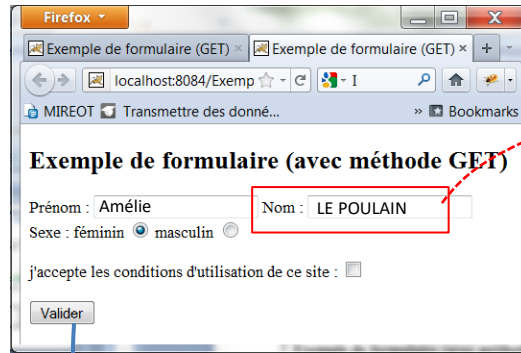 Firefox
Exemple de formulaire (GET) × Exemple de formulaire (GET) × +
localhost:8084/Exemp I
MIREOT Transmettre des donné... » Bookmarks
Exemple de formulaire (avec méthode GET)
Prénom : Amélie Nom : LE POULAIN
Sexe : féminin masculin
j'accepte les conditions d'utilisation de ce site :
Valider